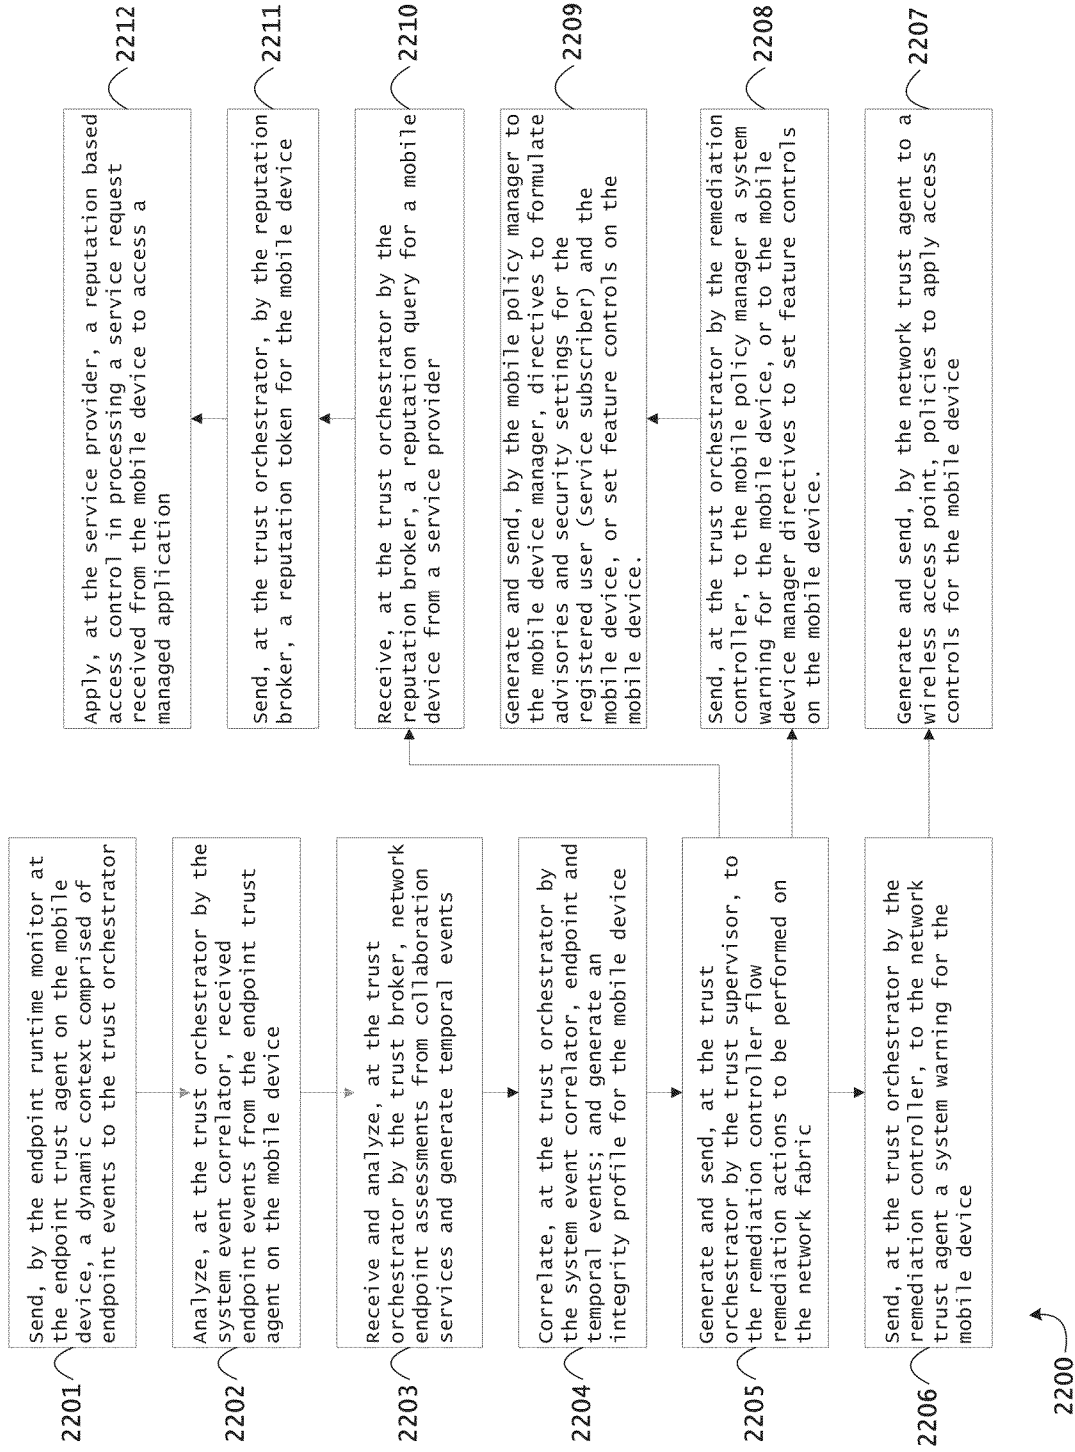 2201
Send, by the endpoint runtime monitor at
the endpoint trust agent on the mobile
device, a dynamic context comprised of
endpoint events to the trust orchestrator
2202
Analyze, at the trust orchestrator by the
system event correlator, received
endpoint events from the endpoint trust
agent on the mobile device
2203
Receive and analyze, at the trust
orchestrator by the trust broker, network
endpoint assessments from collaboration
services and generate temporal events
2204
Correlate, at the trust orchestrator by
the system event correlator, endpoint and
temporal events; and generate an
integrity profile for the mobile device
2205
Generate and send, at the trust
orchestrator by the trust supervisor, to
the remediation controller flow
remediation actions to be performed on
the network fabric
2206
Send, at the trust orchestrator by the
remediation controller, to the network
trust agent a system warning for the
mobile device
2212
Apply, at the service provider, a reputation based
access control in processing a service request
received from the mobile device to access a
managed application
2211
Send, at the trust orchestrator, by the reputation
broker, a reputation token for the mobile device
2210
Receive, at the trust orchestrator by the
reputation broker, a reputation query for a mobile
device from a service provider
2209
Generate and send, by the mobile policy manager to
the mobile device manager, directives to formulate
advisories and security settings for the
registered user (service subscriber) and the
mobile device, or set feature controls on the
mobile device.
2208
Send, at the trust orchestrator by the remediation
controller, to the mobile policy manager a system
warning for the mobile device, or to the mobile
device manager directives to set feature controls
on the mobile device.
2207
Generate and send, by the network trust agent to a
wireless access point, policies to apply access
controls for the mobile device
2200